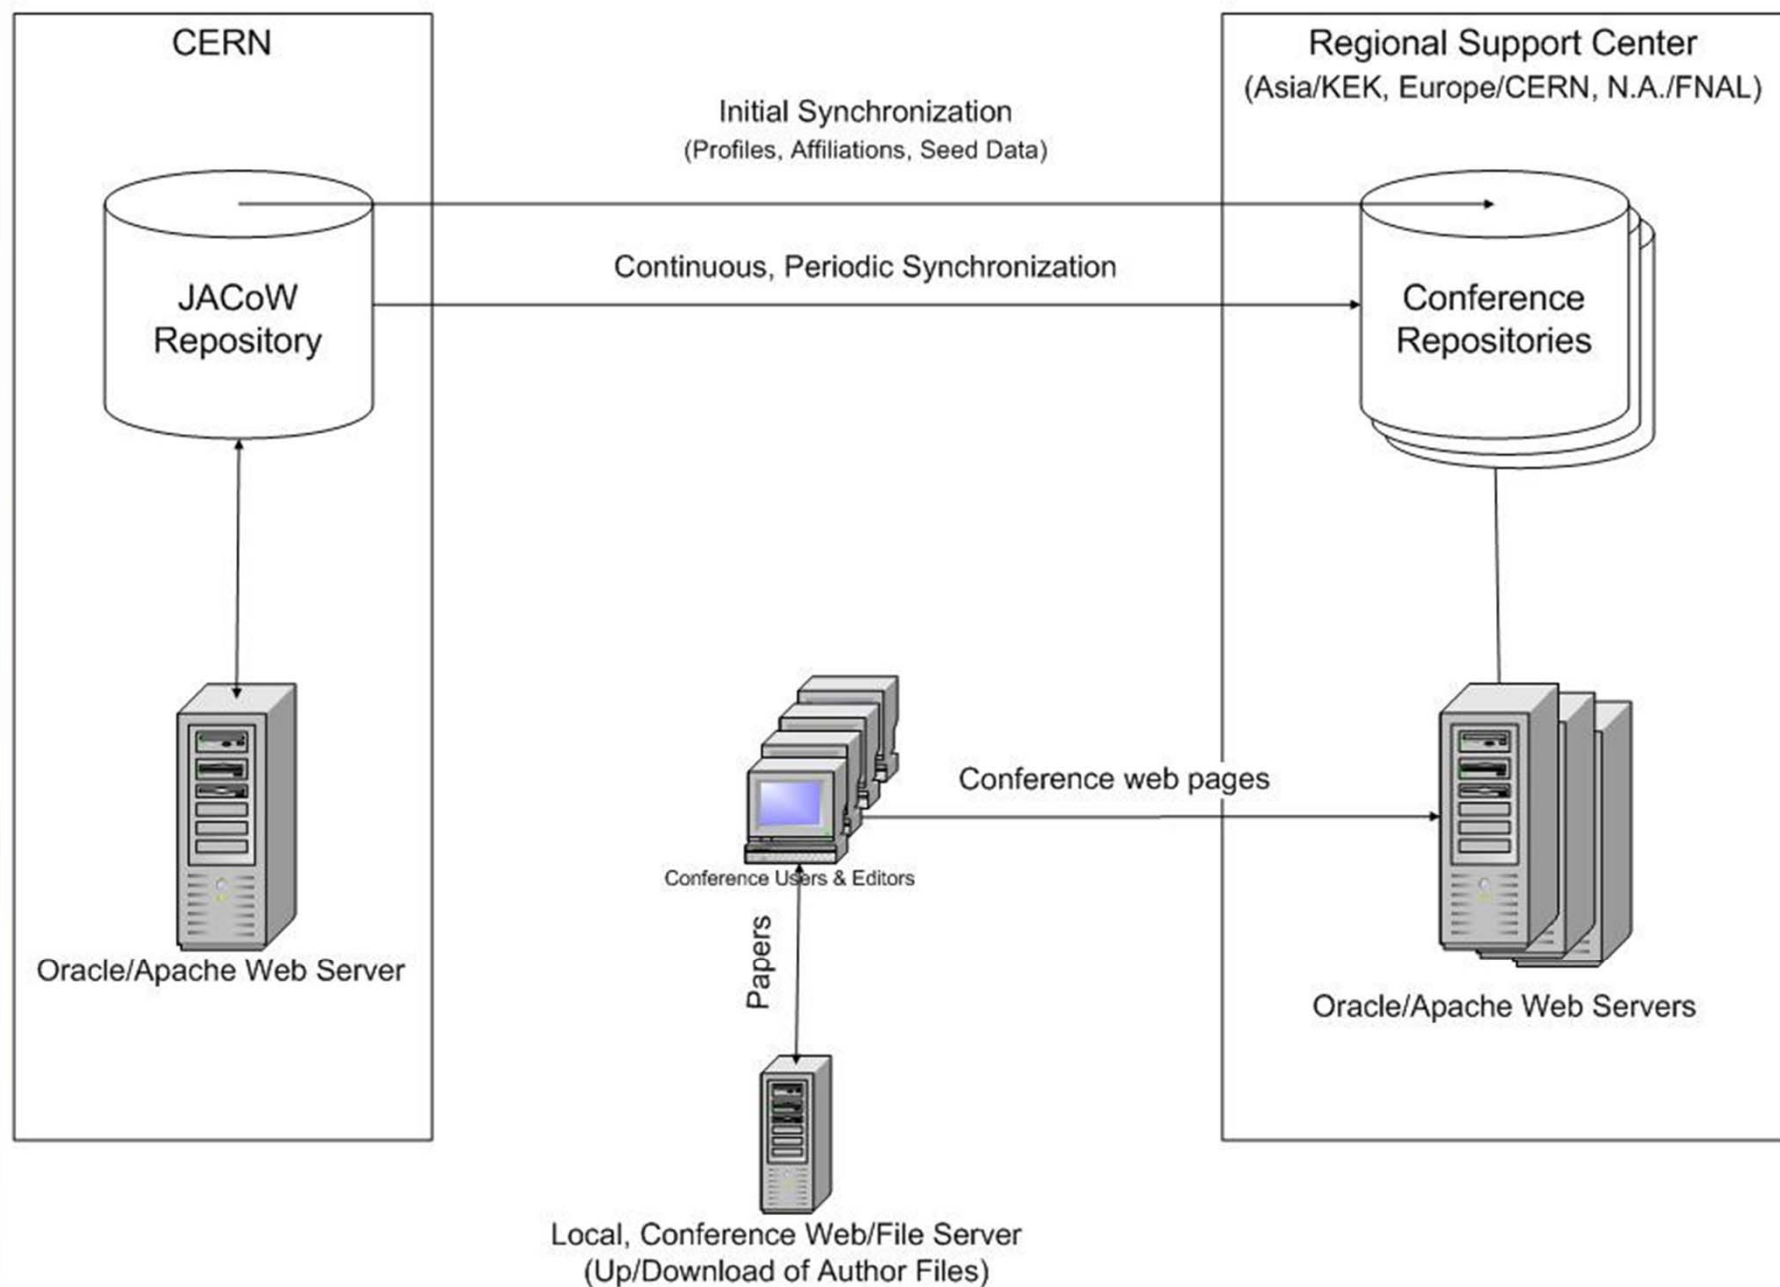 CERN
Regional Support Center
(Asia/KEK, Europe/CERN, N.A./FNAL)
Initial Synchronization
(Profiles, Affiliations, Seed Data)
Continuous, Periodic Synchronization
JACoW
Repository
Conference
Repositories
Conference web pages
Conference Users & Editors
Papers
Oracle/Apache Web Server
Oracle/Apache Web Servers
Local, Conference Web/File Server
(Up/Download of Author Files)